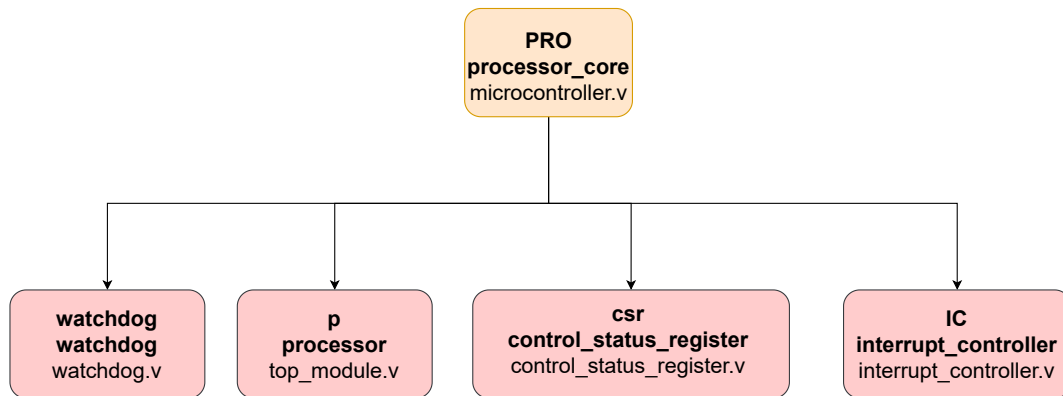 PRO
processor_core
microcontroller.v
watchdog
watchdog
watchdog.v
p
processor
top_module.v
csr
control_status_register
control_status_register.v
IC
interrupt_controller
interrupt_controller.v